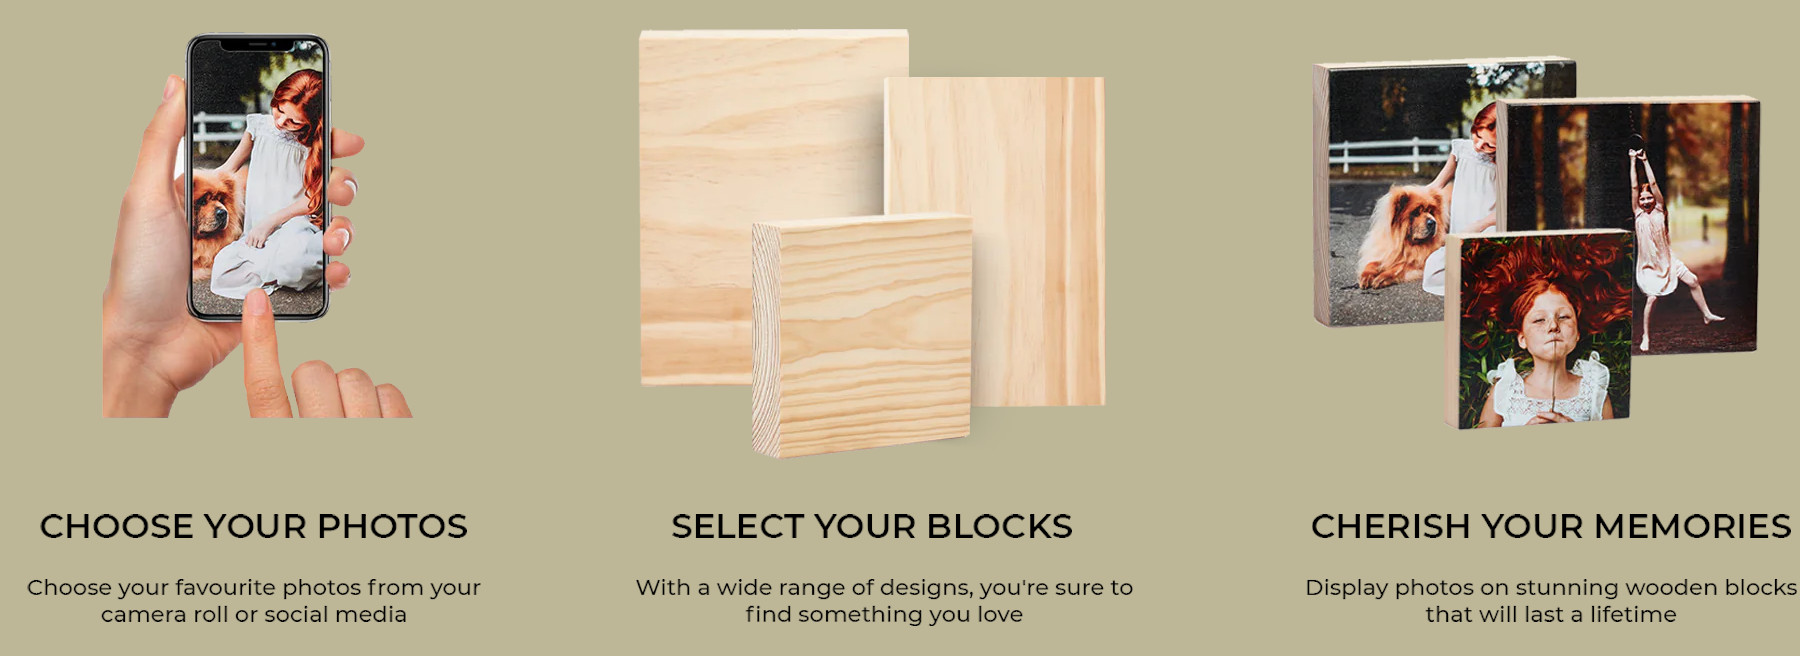 CHOOSE YOUR PHOTOS
Choose your favourite photos from your
camera roll or social media
SELECT YOUR BLOCKS
With a wide range of designs, you're sure to
find something you love
CHERISH YOUR MEMORIES
Display photos on stunning wooden blocks
that will last a lifetime